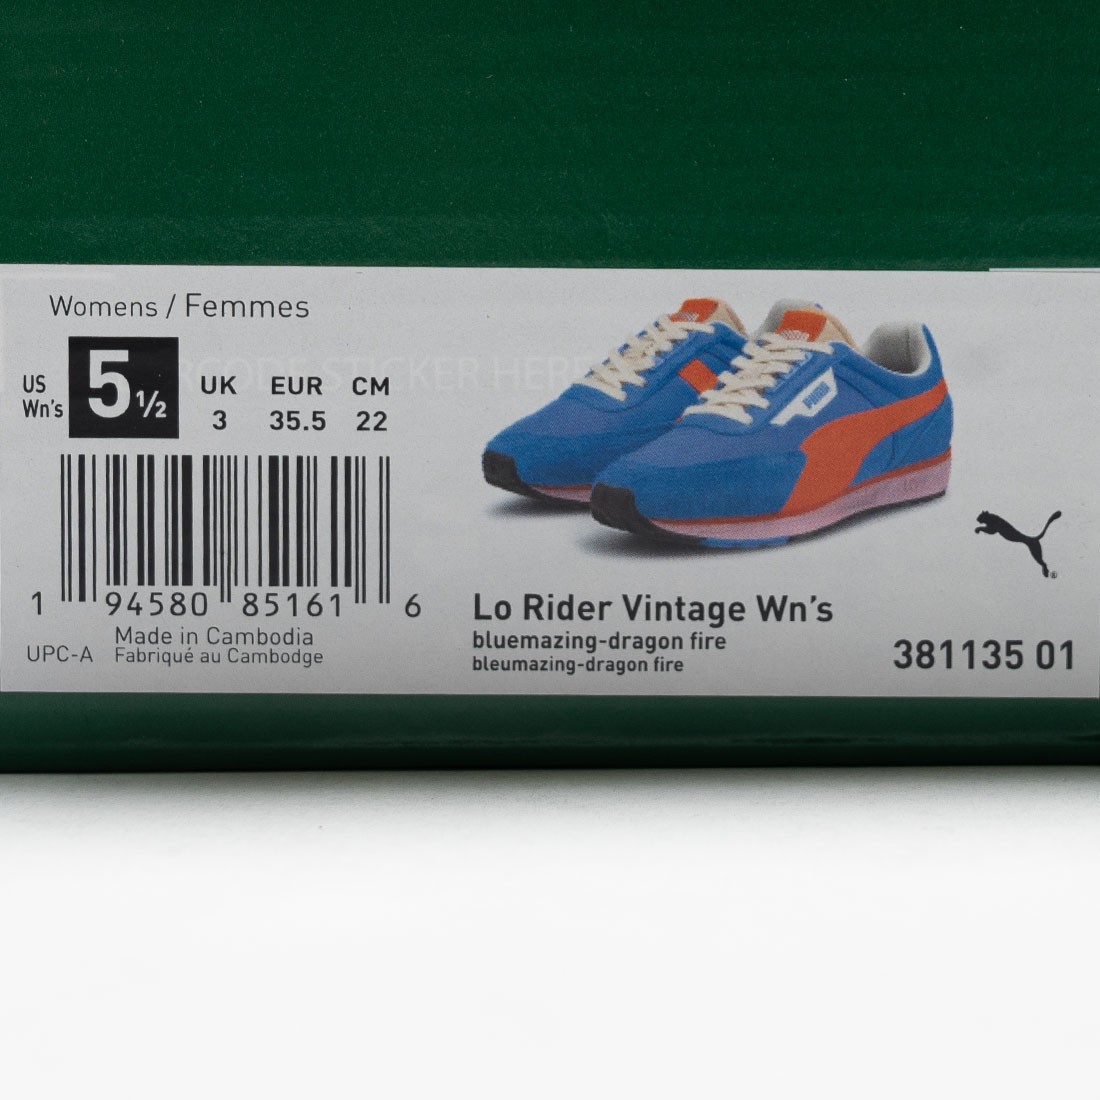 Womens / Femmes
US Wn's 5 ½
UK 3
EUR 35.5
CM 22
1 94580 85161 6
UPC-A
Made in Cambodia
Fabriqué au Cambodge
Lo Rider Vintage Wn's
bluemazing-dragon fire
bleumazing-dragon fire
381135 01